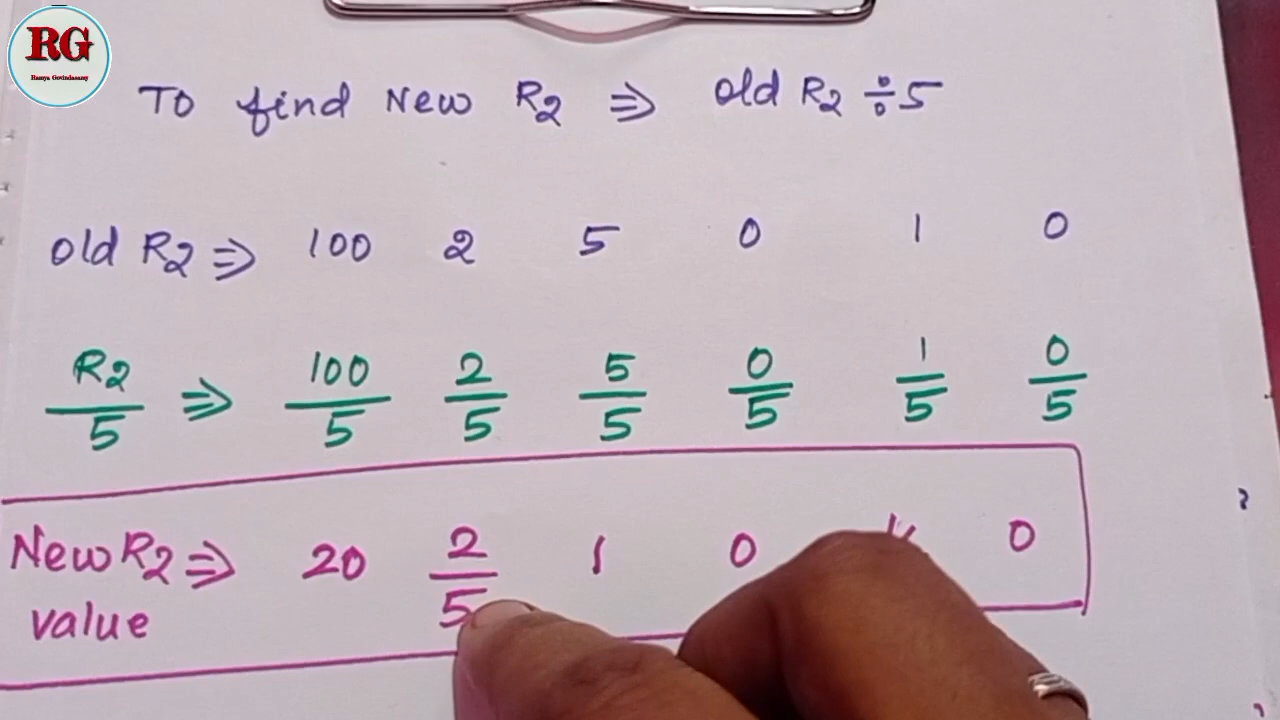 RG
Ramya Govindasamy
To find New R2 ⇒ old R2 ÷ 5
old R2 ⇒ 100 2 5 0 1 0
R2/5 ⇒ 100/5 2/5 5/5 0/5 1/5 0/5
New R2 ⇒ 20 2/5 1 0 0
value